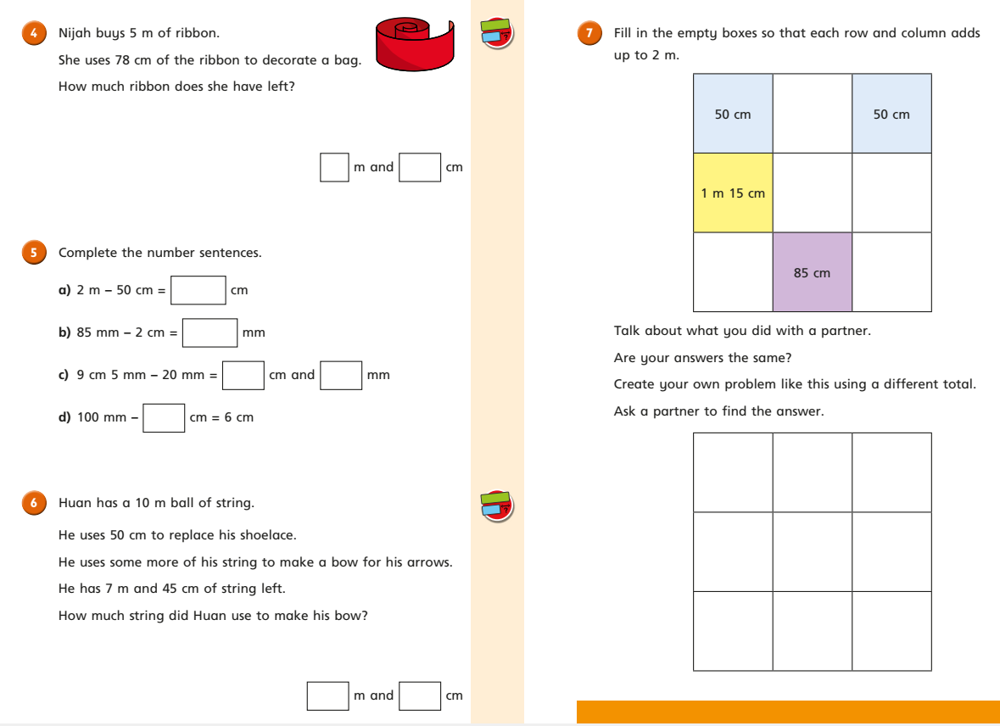 4 Nijah buys 5 m of ribbon.
She uses 78 cm of the ribbon to decorate a bag.
How much ribbon does she have left?
m and cm
5 Complete the number sentences.
a) 2 m – 50 cm = cm
b) 85 mm – 2 cm = mm
c) 9 cm 5 mm – 20 mm = cm and mm
d) 100 mm – cm = 6 cm
6 Huan has a 10 m ball of string.
He uses 50 cm to replace his shoelace.
He uses some more of his string to make a bow for his arrows.
He has 7 m and 45 cm of string left.
How much string did Huan use to make his bow?
m and cm
?
?
7 Fill in the empty boxes so that each row and column adds
up to 2 m.
50 cm 50 cm
1 m 15 cm
85 cm
Talk about what you did with a partner.
Are your answers the same?
Create your own problem like this using a different total.
Ask a partner to find the answer.